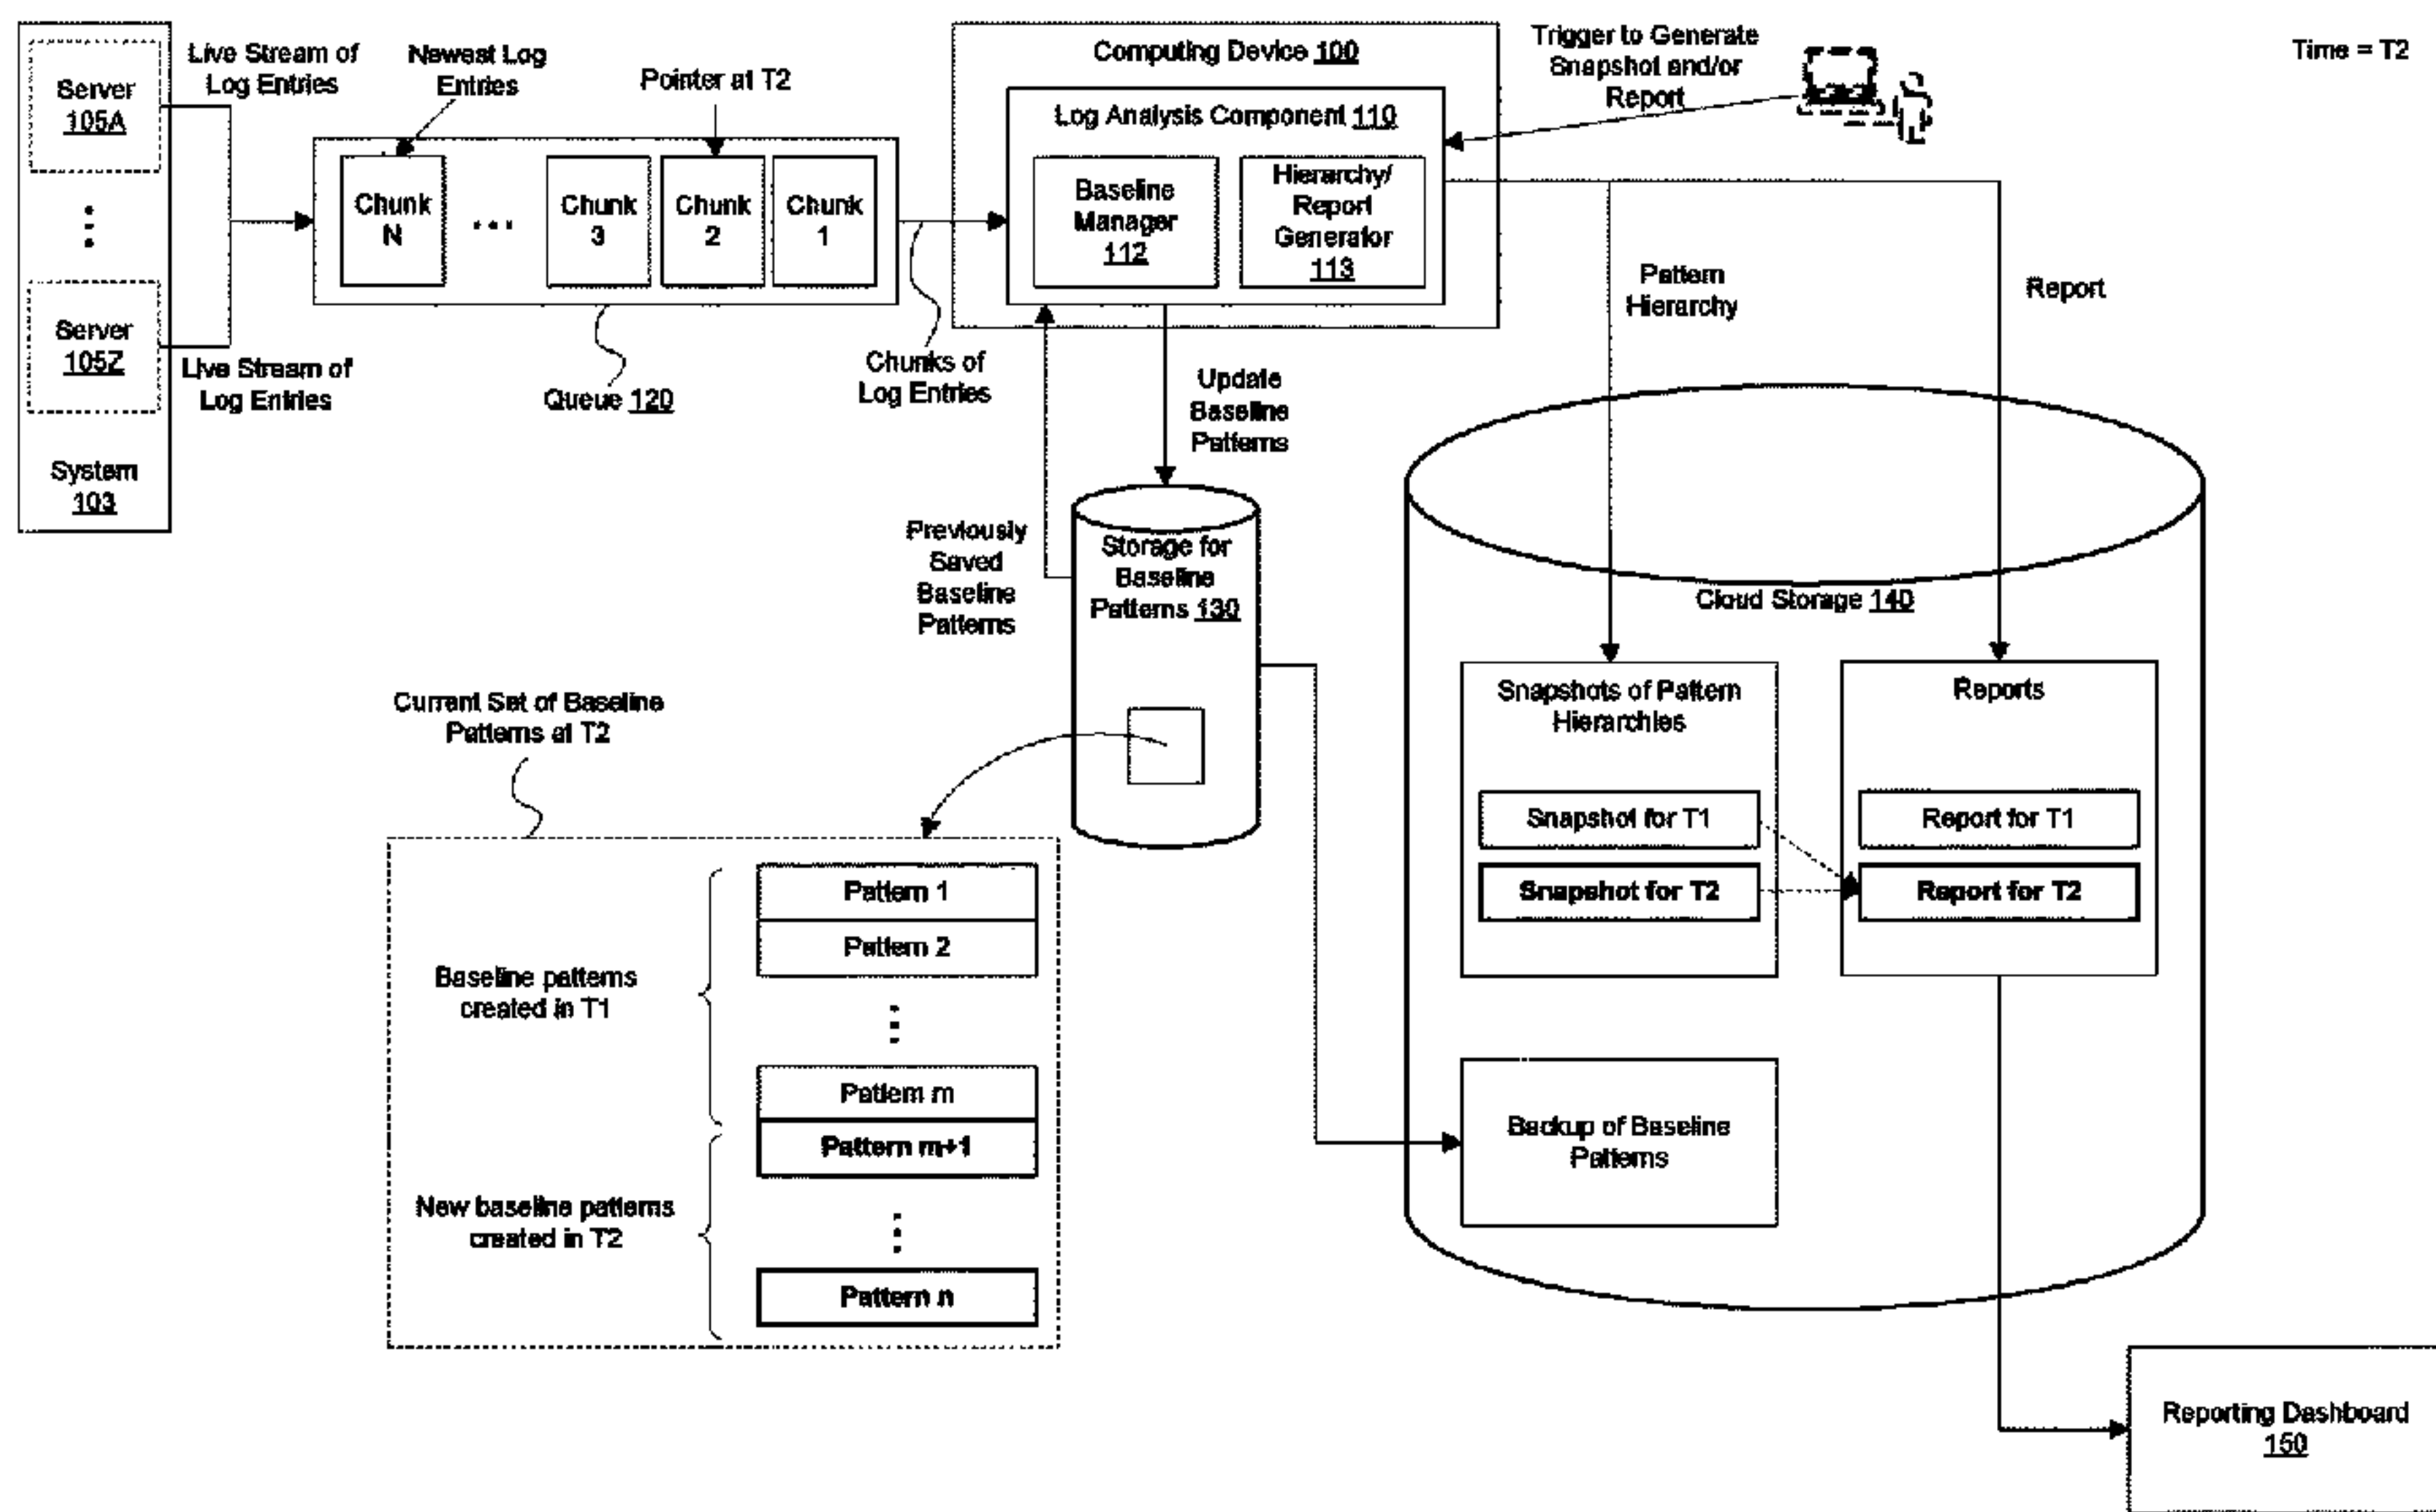 Time = T2
Server
105A
Server
105Z
System
103
Live Stream of
Log Entries
Live Stream of
Log Entries
Newest Log
Entries
Pointer at T2
Chunk
N
Chunk
3
Chunk
2
Chunk
1
Queue 120
Chunks of
Log Entries
Computing Device 100
Log Analysis Component 110
Baseline
Manager
112
Hierarchy/
Report
Generator
113
Trigger to Generate
Snapshot and/or
Report
Pattern
Hierarchy
Report
Update
Baseline
Patterns
Previously
Saved
Baseline
Patterns
Storage for
Baseline
Patterns 130
Cloud Storage 140
Snapshots of Pattern
Hierarchies
Snapshot for T1
Snapshot for T2
Reports
Report for T1
Report for T2
Backup of Baseline
Patterns
Current Set of Baseline
Patterns at T2
Baseline patterns
created in T1
Pattern 1
Pattern 2
Pattern m
New baseline patterns
created in T2
Pattern m+1
Pattern n
Reporting Dashboard
150